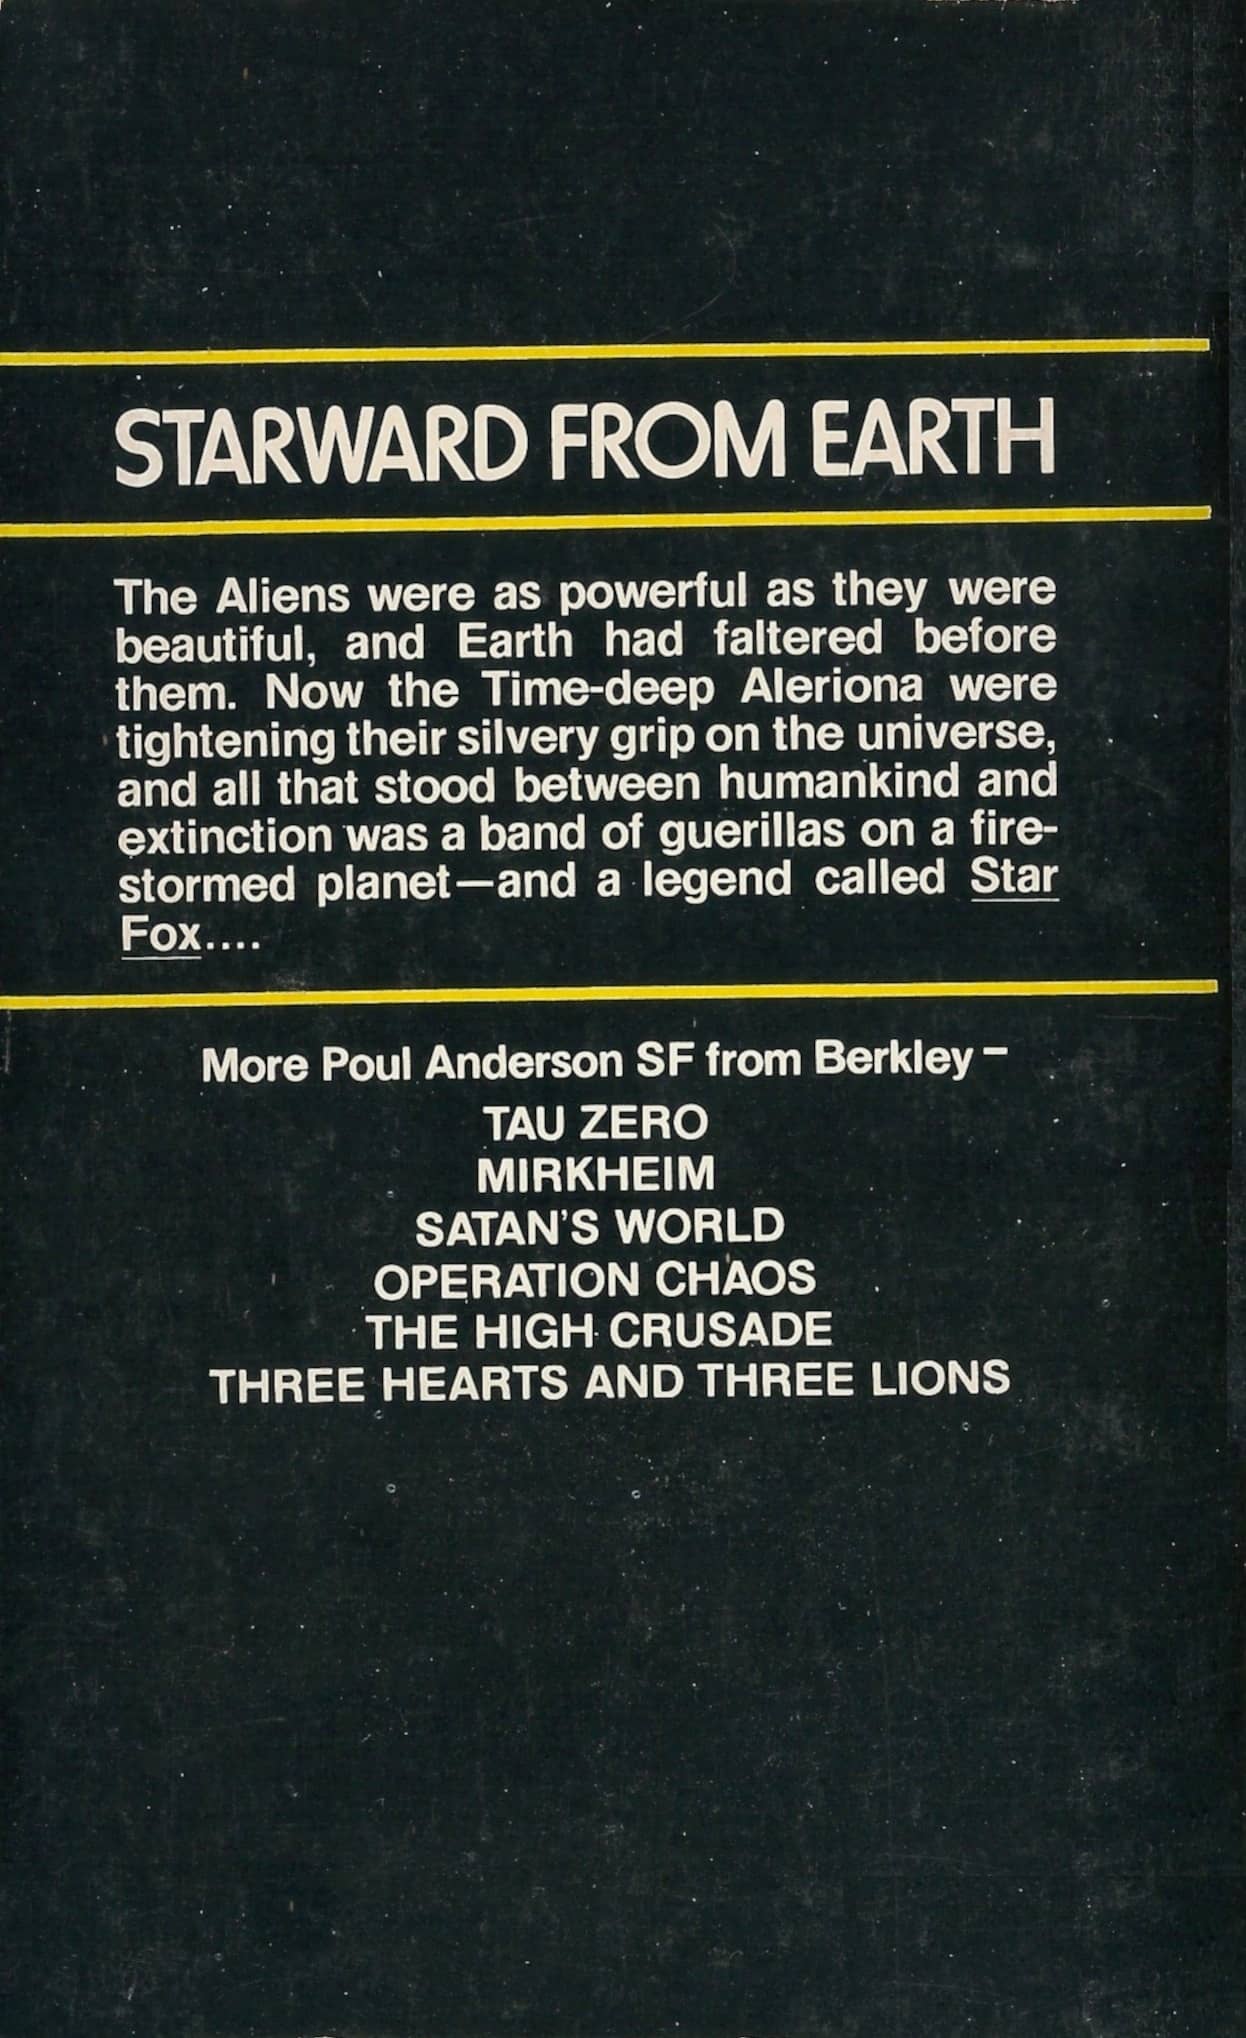 STARWARD FROM EARTH
The Aliens were as powerful as they were
beautiful, and Earth had faltered before
them. Now the Time-deep Aleriona were
tightening their silvery grip on the universe,
and all that stood between humankind and
extinction was a band of guerillas on a fire-
stormed planet—and a legend called Star
Fox....
More Poul Anderson SF from Berkley –
TAU ZERO
MIRKHEIM
SATAN'S WORLD
OPERATION CHAOS
THE HIGH CRUSADE
THREE HEARTS AND THREE LIONS